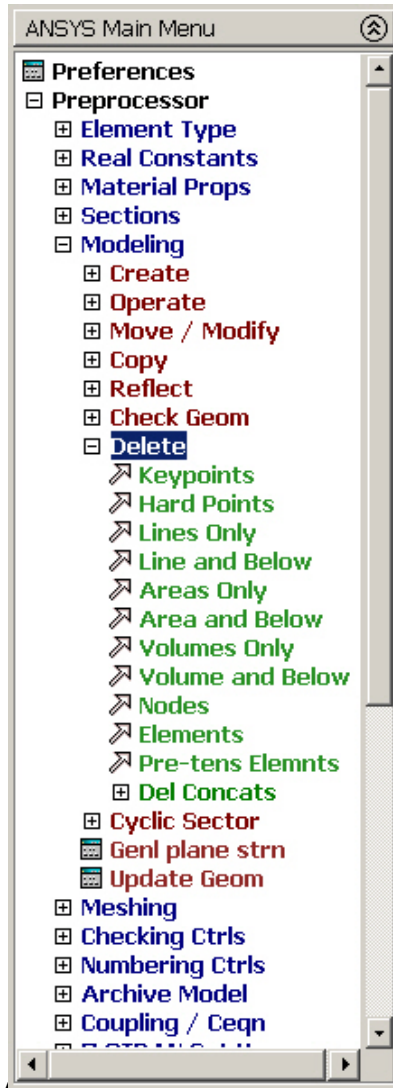 ANSYS Main Menu
Preferences
Preprocessor
Element Type
Real Constants
Material Props
Sections
Modeling
Create
Operate
Move / Modify
Copy
Reflect
Check Geom
Delete
Keypoints
Hard Points
Lines Only
Line and Below
Areas Only
Area and Below
Volumes Only
Volume and Below
Nodes
Elements
Pre-tens Elemnts
Del Concats
Cyclic Sector
Genl plane strn
Update Geom
Meshing
Checking Ctrls
Numbering Ctrls
Archive Model
Coupling / Ceqn